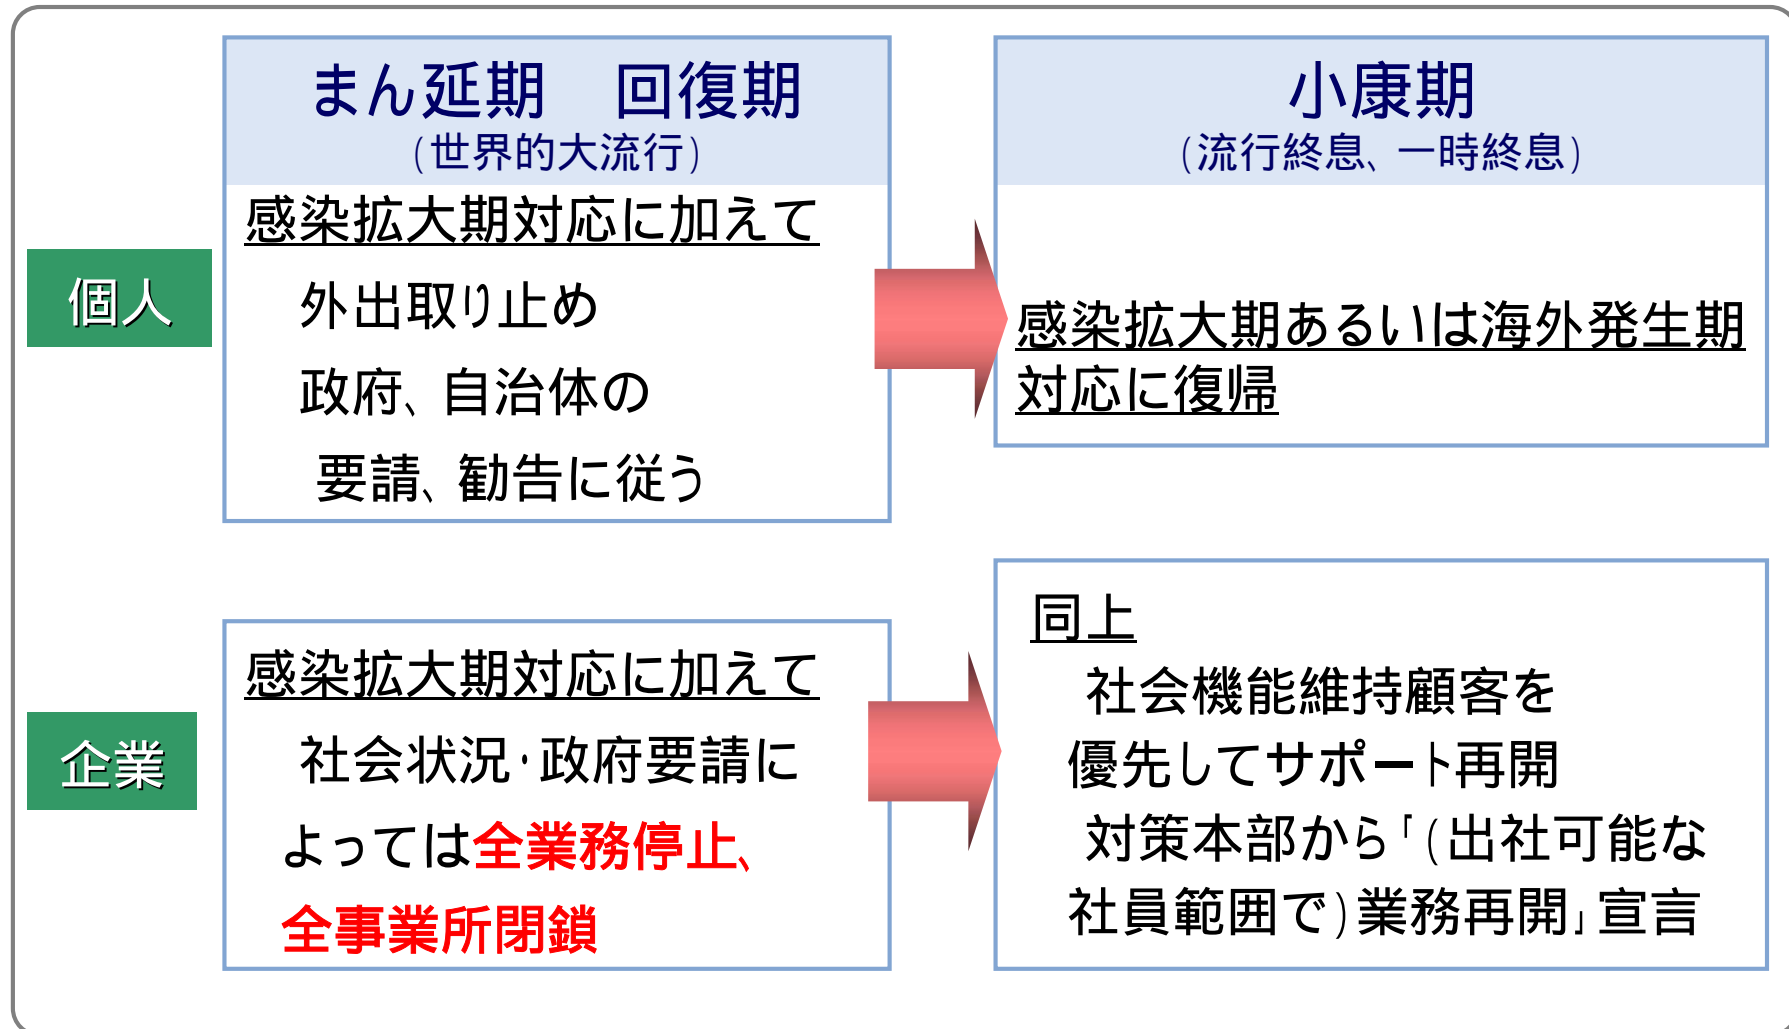 まん延期　回復期
(世界的大流行)
小康期
(流行終息、一時終息)
個人
感染拡大期対応に加えて
外出取り止め
政府、自治体の
要請、勧告に従う
感染拡大期あるいは海外発生期
対応に復帰
企業
感染拡大期対応に加えて
社会状況・政府要請に
よっては全業務停止、
全事業所閉鎖
同上
社会機能維持顧客を
優先してサポート再開
対策本部から「(出社可能な
社員範囲で)業務再開」宣言